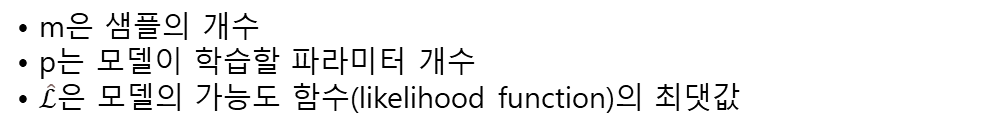 • m은 샘플의 개수
• p는 모델이 학습할 파라미터 개수
• ℒ̂은 모델의 가능도 함수(likelihood function)의 최댓값